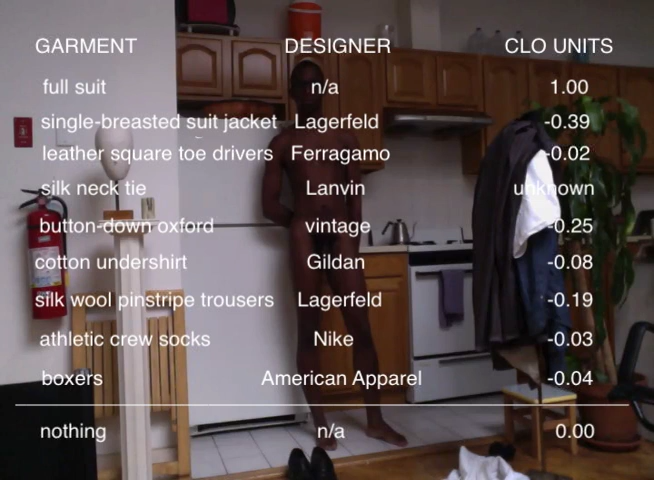 GARMENT DESIGNER CLO UNITS
full suit n/a 1.00
single-breasted suit jacket Lagerfeld -0.39
leather square toe drivers Ferragamo -0.02
silk neck tie Lanvin unknown
button-down oxford vintage -0.25
cotton undershirt Gildan -0.08
silk wool pinstripe trousers Lagerfeld -0.19
athletic crew socks Nike -0.03
boxers American Apparel -0.04
nothing n/a 0.00